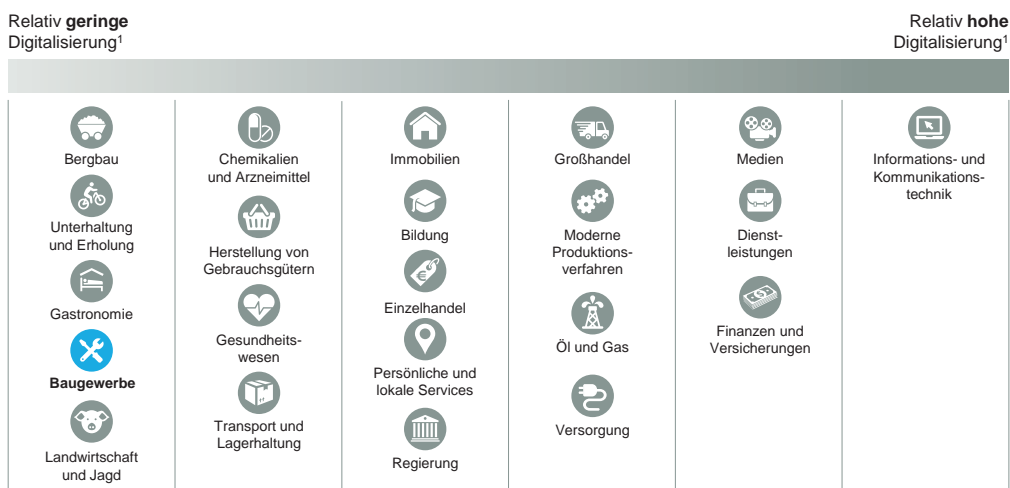 Relativ geringe
Digitalisierung¹
Relativ hohe
Digitalisierung¹
Bergbau
Unterhaltung
und Erholung
Gastronomie
Baugewerbe
Landwirtschaft
und Jagd
Chemikalien
und Arzneimittel
Herstellung von
Gebrauchsgütern
Gesundheits-
wesen
Transport und
Lagerhaltung
Immobilien
Bildung
Einzelhandel
Persönliche und
lokale Services
Regierung
Großhandel
Moderne
Produktions-
verfahren
Öl und Gas
Versorgung
Medien
Dienst-
leistungen
Finanzen und
Versicherungen
Informations- und
Kommunikations-
technik